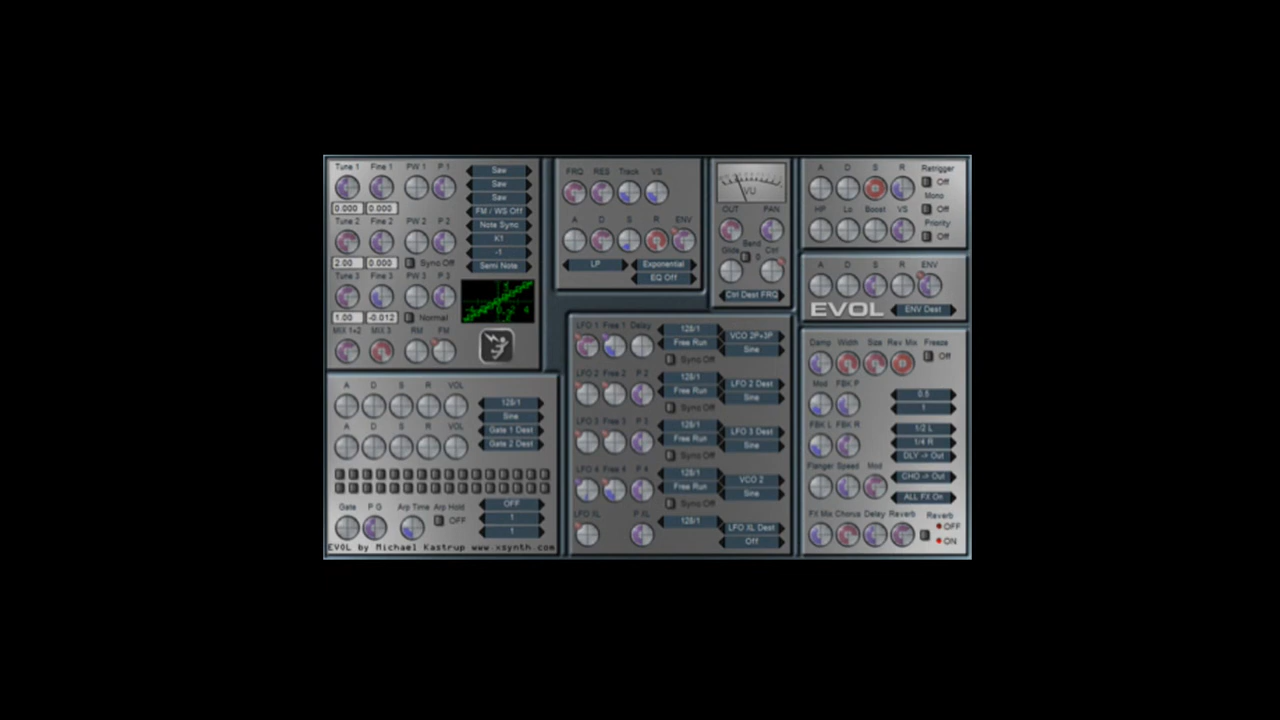 Tune 1 Fine 1 PW 1 P 1
0.000 0.000
Tune 2 Fine 2 PW 2 P 2
2.00 0.000 Sync Off
Tune 3 Fine 3 PW 3 P 3
1.00 -0.012 Normal
MIX 1+2 MIX 3 RM FM
Saw
Saw
Saw
FM / WS Off
Note Sync
K1
-1
Semi Note
A D S R VOL
A D S R VOL
128/1
Sine
Gate 1 Dest
Gate 2 Dest
Gate P G Arp Time Arp Hold
OFF
OFF
1
1
EVOL by Michael Kastrup www.xsynth.com
FRQ RES Track VS
A D S R ENV
LP Exponential
EQ Off
VU
OUT PAN
Glide Bend Ctrl
0
Ctrl Dest FRQ
LFO 1 Free 1 Delay
128/1
Free Run
Sync Off
VCO 2P+3P
Sine
LFO 2 Free 2 P 2
128/1
Free Run
Sync Off
LFO 2 Dest
Sine
LFO 3 Free 3 P 3
128/1
Free Run
Sync Off
LFO 3 Dest
Sine
LFO 4 Free 4 P 4
128/1
Free Run
Sync Off
VCO 2
Sine
LFO XL P XL
128/1
LFO XL Dest
Off
A D S R Retrigger
Off
Mono
Off
HP Lo Boost VS Priority
Off
A D S R ENV
EVOL ENV Dest
Damp Width Size Rev Mix Freeze
Off
Mod FBK P
0.5
1
FBK L FBK R
1/2 L
1/4 R
DLY -> Out
Flanger Speed Mod
CHO -> Out
ALL FX On
FX Mix Chorus Delay Reverb Reverb
OFF
ON